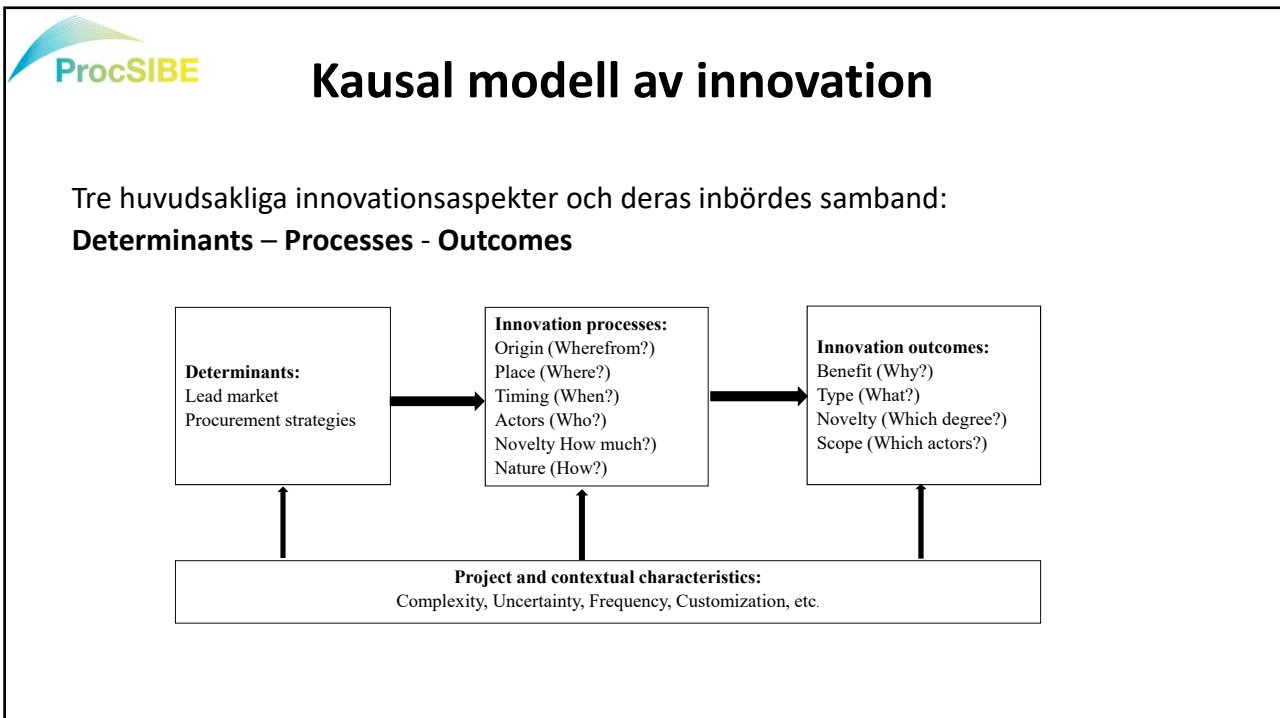 ProcSIBE
Kausal modell av innovation
Tre huvudsakliga innovationsaspekter och deras inbördes samband:
Determinants – Processes - Outcomes
Determinants:
Lead market
Procurement strategies
Innovation processes:
Origin (Wherefrom?)
Place (Where?)
Timing (When?)
Actors (Who?)
Novelty How much?)
Nature (How?)
Innovation outcomes:
Benefit (Why?)
Type (What?)
Novelty (Which degree?)
Scope (Which actors?)
Project and contextual characteristics:
Complexity, Uncertainty, Frequency, Customization, etc.